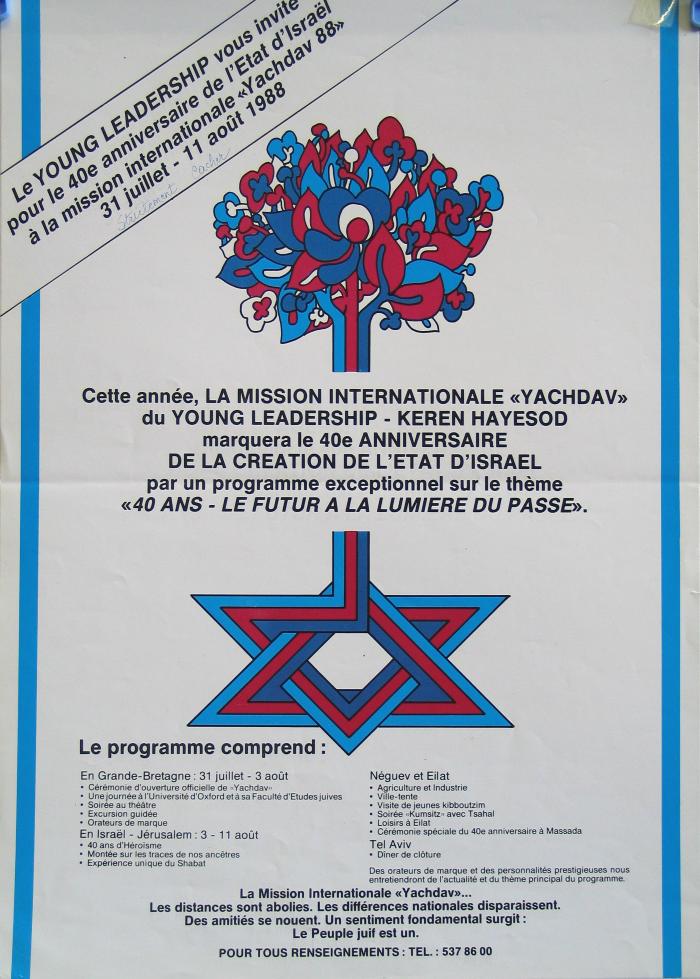 Le YOUNG LEADERSHIP vous invite
pour le 40e anniversaire de l'Etat d'Israël
à la mission internationale «Yachdav 88»
31 juillet - 11 août 1988
Strictement Cacher
Cette année, LA MISSION INTERNATIONALE «YACHDAV»
du YOUNG LEADERSHIP - KEREN HAYESOD
marquera le 40e ANNIVERSAIRE
DE LA CREATION DE L'ETAT D'ISRAEL
par un programme exceptionnel sur le thème
«40 ANS - LE FUTUR A LA LUMIERE DU PASSE».
Le programme comprend :
En Grande-Bretagne : 31 juillet - 3 août
• Cérémonie d'ouverture officielle de «Yachdav»
• Une journée à l'Université d'Oxford et à sa Faculté d'Etudes juives
• Soirée au théâtre
• Excursion guidée
• Orateurs de marque
En Israël - Jérusalem : 3 - 11 août
• 40 ans d'Héroïsme
• Montée sur les traces de nos ancêtres
• Expérience unique du Shabat
Néguev et Eilat
• Agriculture et Industrie
• Ville-tente
• Visite de jeunes kibboutzim
• Soirée «Kumsitz» avec Tsahal
• Loisirs à Eilat
• Cérémonie spéciale du 40e anniversaire à Massada
Tel Aviv
• Dîner de clôture
Des orateurs de marque et des personnalités prestigieuses nous
entretiendront de l'actualité et du thème principal du programme.
La Mission Internationale «Yachdav»...
Les distances sont abolies. Les différences nationales disparaissent.
Des amitiés se nouent. Un sentiment fondamental surgit :
Le Peuple juif est un.
POUR TOUS RENSEIGNEMENTS : TEL. : 537 86 00